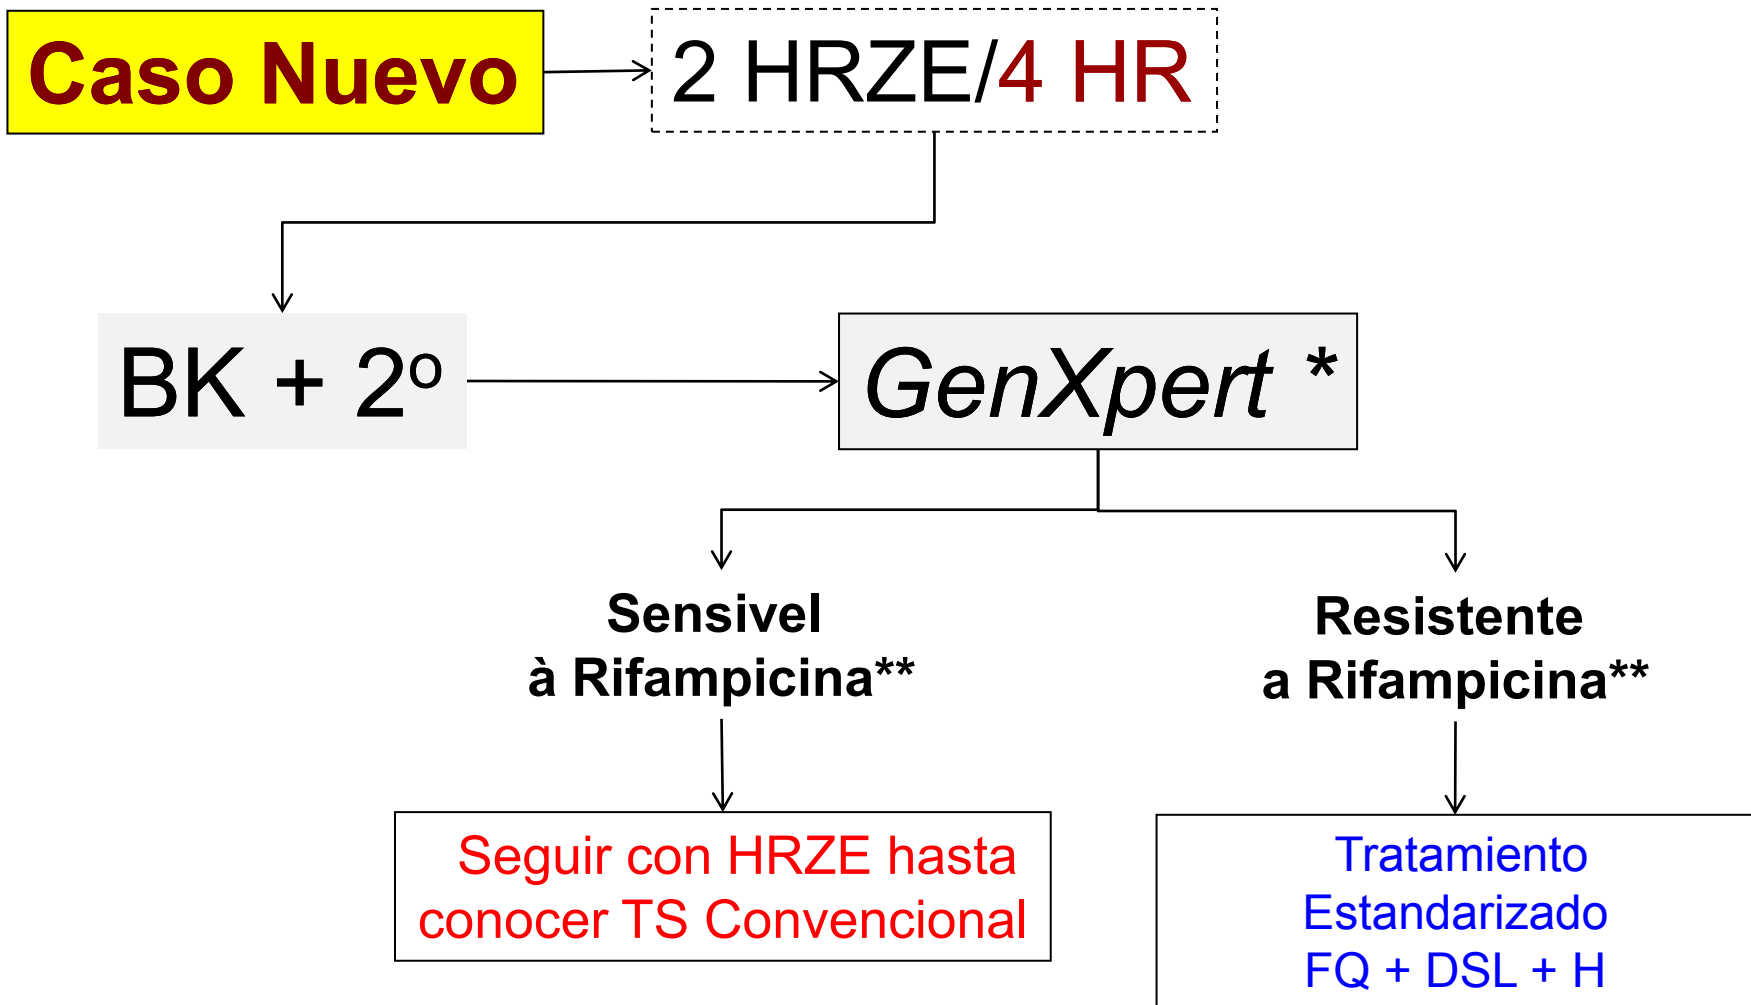 Caso Nuevo
2 HRZE/4 HR
BK + 2º
GenXpert *
Sensivel
à Rifampicina**
Resistente
a Rifampicina**
Seguir con HRZE hasta
conocer TS Convencional
Tratamiento
Estandarizado
FQ + DSL + H